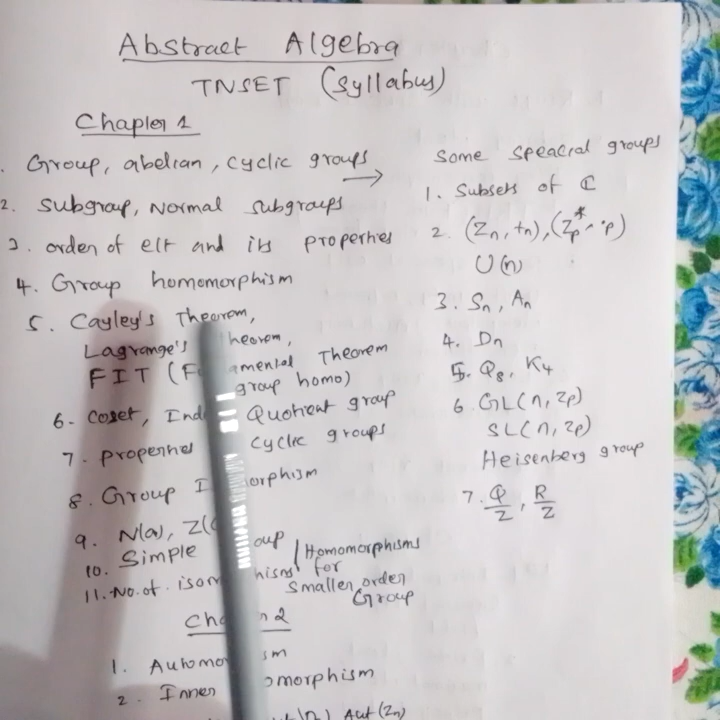 Abstract Algebra
TNSET (Syllabus)
Chapter 1
1. Group, abelian, cyclic groups →
2. Subgroup, Normal subgroups
3. order of elt and its properties
4. Group homomorphism
5. Cayley's Theorem,
Lagrange's heorem,
FIT (F amental Theorem
group homo)
6. Coset, Ind Quotient group
7. properties cyclic groups
8. Group I orphism
9. N(a), Z( oup
10. Simple
11. No. of. isom hisms / Homomorphisms
for
Smaller order
Group
Some speacial groups
1. Subsets of ℂ
2. (Zn, +n), (Zp*, ·p)
U(n)
3. Sn, An
4. Dn
5. Q8, K4
6. GL(n, Zp)
SL(n, Zp)
Heisenberg group
7. Q/Z, R/Z
Cha 2
1. Automo sm
2. Inner omorphism
Aut(Zn)